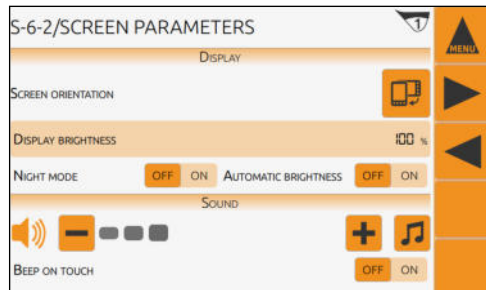 S-6-2/SCREEN PARAMETERS
1
MENU
DISPLAY
SCREEN ORIENTATION
DISPLAY BRIGHTNESS 100 %
NIGHT MODE OFF ON AUTOMATIC BRIGHTNESS OFF ON
SOUND
BEEP ON TOUCH OFF ON